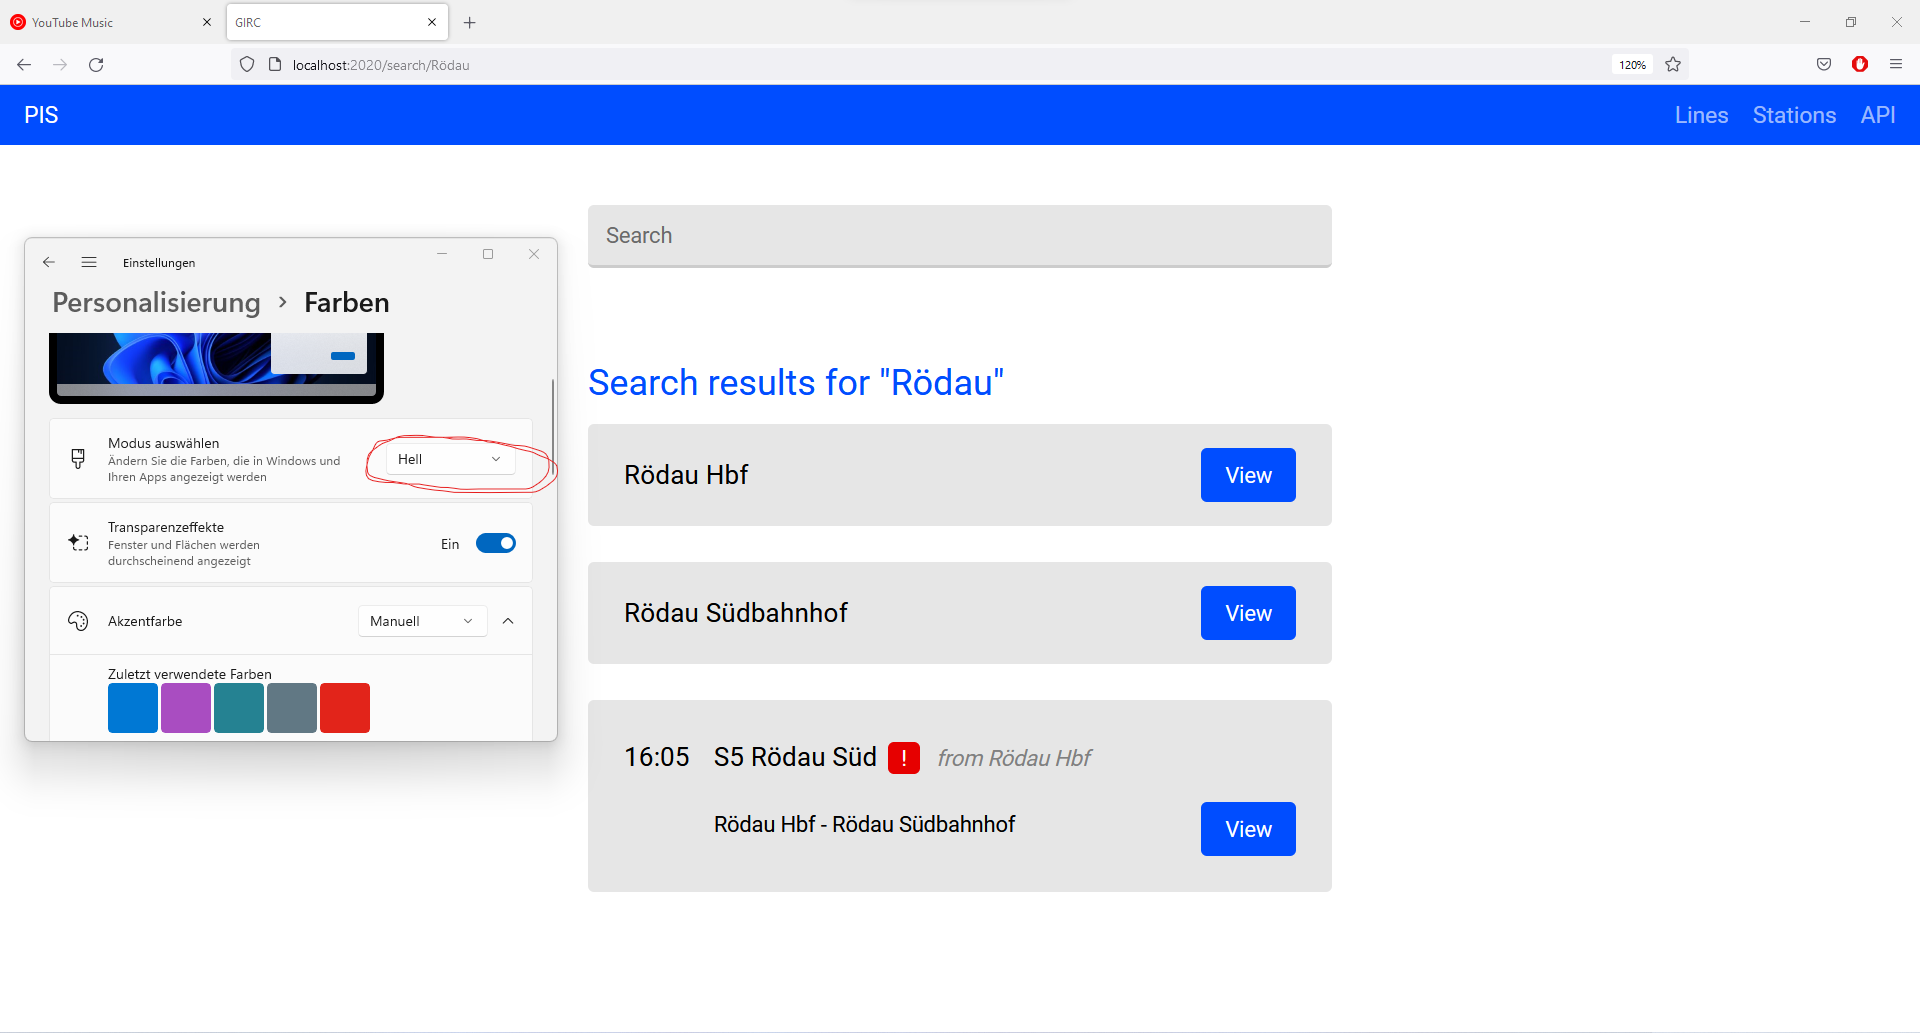 YouTube Music
GIRC
localhost:2020/search/Rödau
120%
PIS
Lines
Stations
API
Search
Einstellungen
Personalisierung > Farben
Modus auswählen
Ändern Sie die Farben, die in Windows und
Ihren Apps angezeigt werden
Hell
Transparenzeffekte
Fenster und Flächen werden
durchscheinend angezeigt
Ein
Akzentfarbe
Manuell
Zuletzt verwendete Farben
Search results for "Rödau"
Rödau Hbf
View
Rödau Südbahnhof
View
16:05 S5 Rödau Süd ! from Rödau Hbf
Rödau Hbf - Rödau Südbahnhof
View